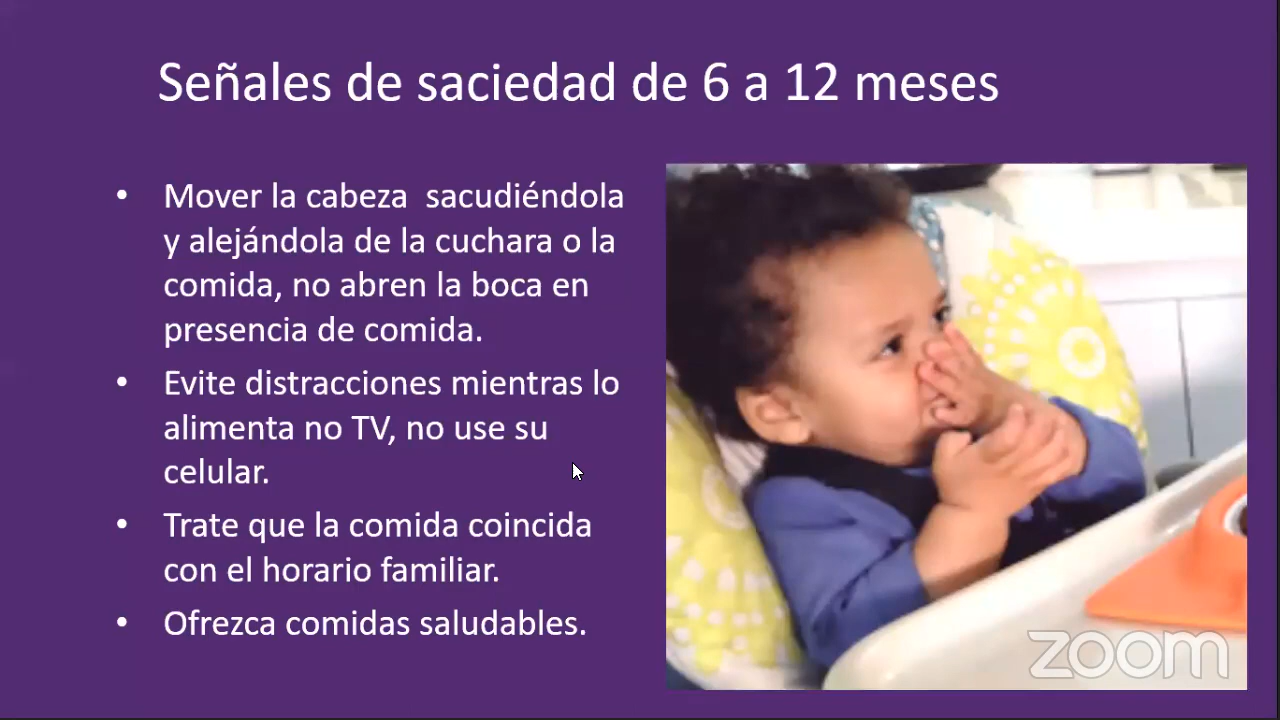 Señales de saciedad de 6 a 12 meses
• Mover la cabeza  sacudiéndola
y alejándola de la cuchara o la
comida, no abren la boca en
presencia de comida.
• Evite distracciones mientras lo
alimenta no TV, no use su
celular.
• Trate que la comida coincida
con el horario familiar.
• Ofrezca comidas saludables.
zoom